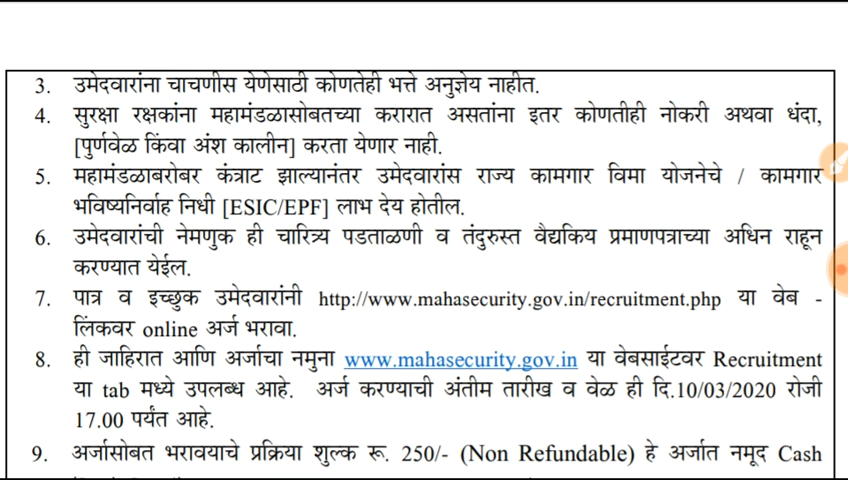 3. उमेदवारांना चाचणीस येणेसाठी कोणतेही भत्ते अनुज्ञेय नाहीत.
4. सुरक्षा रक्षकांना महामंडळासोबतच्या करारात असतांना इतर कोणतीही नोकरी अथवा धंदा,
[पुर्णवेळ किंवा अंश कालीन] करता येणार नाही.
5. महामंडळाबरोबर कंत्राट झाल्यानंतर उमेदवारांस राज्य कामगार विमा योजनेचे / कामगार
भविष्यनिर्वाह निधी [ESIC/EPF] लाभ देय होतील.
6. उमेदवारांची नेमणुक ही चारित्र्य पडताळणी व तंदुरुस्त वैद्यकिय प्रमाणपत्राच्या अधिन राहून
करण्यात येईल.
7. पात्र व इच्छुक उमेदवारांनी http://www.mahasecurity.gov.in/recruitment.php या वेब -
लिंकवर online अर्ज भरावा.
8. ही जाहिरात आणि अर्जाचा नमुना www.mahasecurity.gov.in या वेबसाईटवर Recruitment
या tab मध्ये उपलब्ध आहे. अर्ज करण्याची अंतीम तारीख व वेळ ही दि.10/03/2020 रोजी
17.00 पर्यंत आहे.
9. अर्जासोबत भरावयाचे प्रक्रिया शुल्क रू. 250/- (Non Refundable) हे अर्जात नमूद Cash